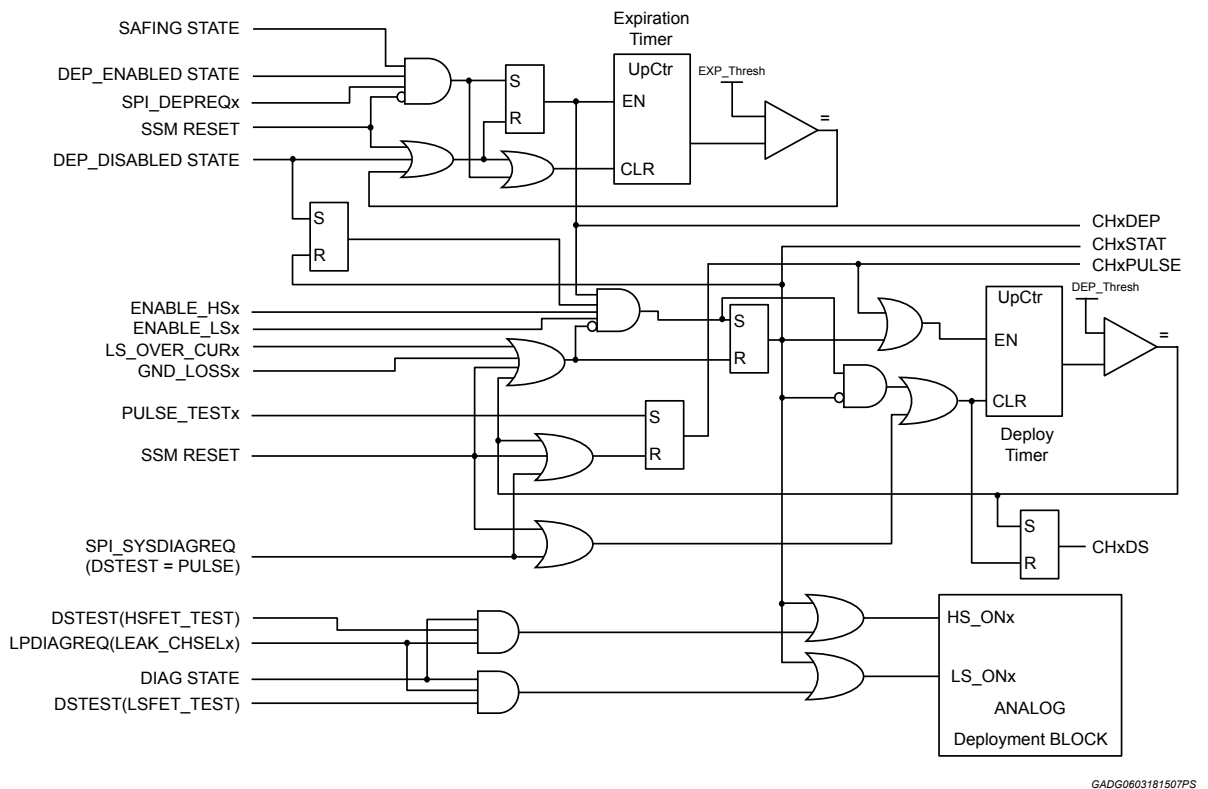 Expiration
Timer
SAFING STATE
DEP_ENABLED STATE
SPI_DEPREQx
SSM RESET
DEP_DISABLED STATE
S
R
UpCtr
EN
CLR
EXP_Thresh
=
S
R
CHxDEP
CHxSTAT
CHxPULSE
ENABLE_HSx
ENABLE_LSx
LS_OVER_CURx
GND_LOSSx
S
R
UpCtr
EN
CLR
DEP_Thresh
=
Deploy
Timer
PULSE_TESTx
SSM RESET
S
R
SPI_SYSDIAGREQ
(DSTEST = PULSE)
S
R
CHxDS
DSTEST(HSFET_TEST)
LPDIAGREQ(LEAK_CHSELx)
DIAG STATE
DSTEST(LSFET_TEST)
HS_ONx
LS_ONx
ANALOG
Deployment BLOCK
GADG0603181507PS